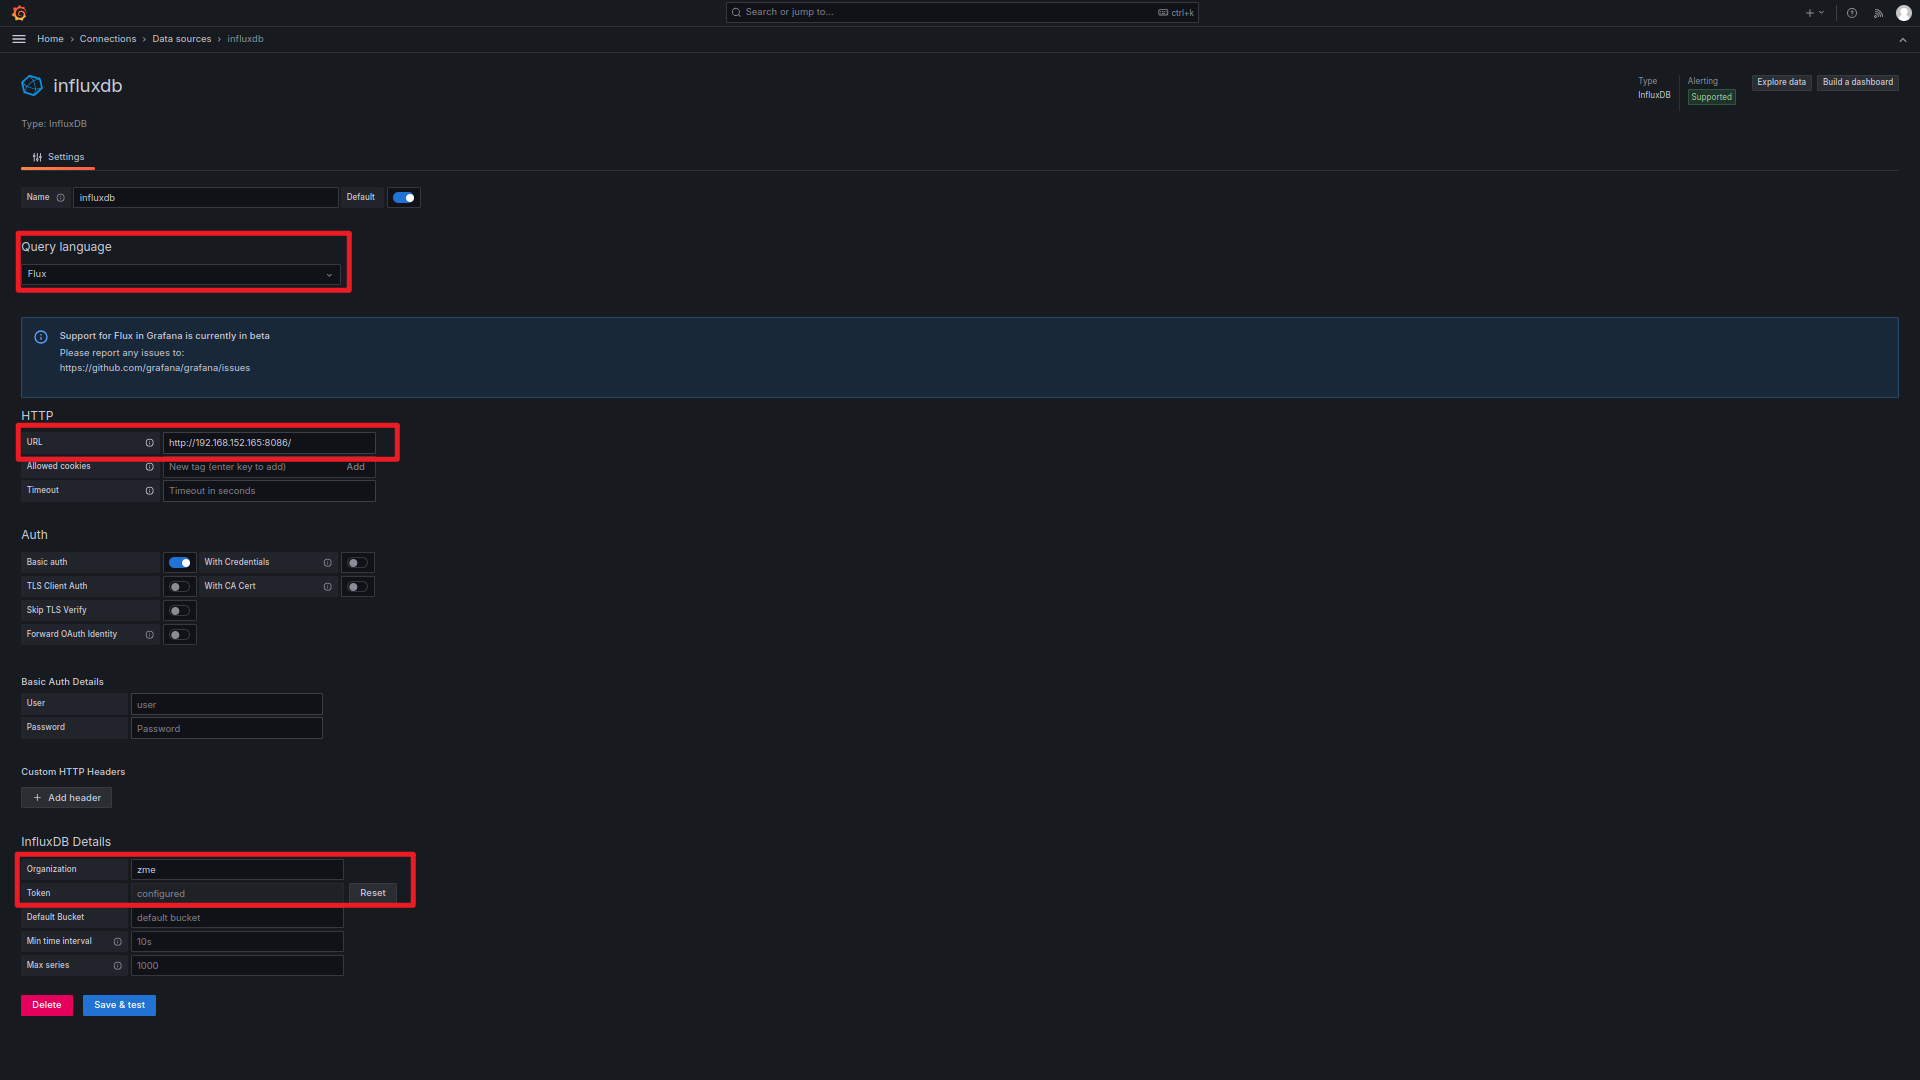 Search or jump to...
ctrl+k
Home › Connections › Data sources › influxdb
influxdb
Type
InfluxDB
Alerting
Supported
Explore data
Build a dashboard
Type: InfluxDB
Settings
Name
influxdb
Default
Query language
Flux
Support for Flux in Grafana is currently in beta
Please report any issues to:
https://github.com/grafana/grafana/issues
HTTP
URL
http://192.168.152.165:8086/
Allowed cookies
New tag (enter key to add)
Add
Timeout
Timeout in seconds
Auth
Basic auth
With Credentials
TLS Client Auth
With CA Cert
Skip TLS Verify
Forward OAuth Identity
Basic Auth Details
User
user
Password
Password
Custom HTTP Headers
Add header
InfluxDB Details
Organization
zme
Token
configured
Reset
Default Bucket
default bucket
Min time interval
10s
Max series
1000
Delete
Save & test